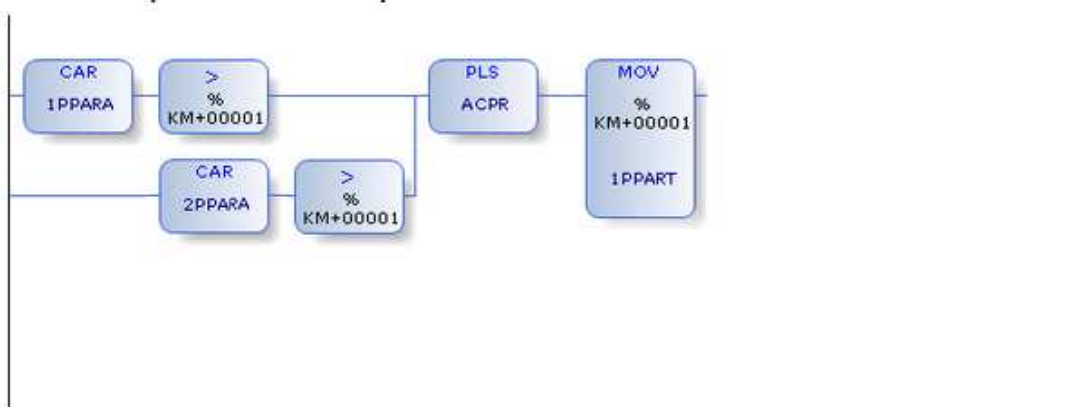 CAR
1PPARA
>
%
KM+00001
PLS
ACPR
MOV
%
KM+00001
1PPART
CAR
2PPARA
>
%
KM+00001